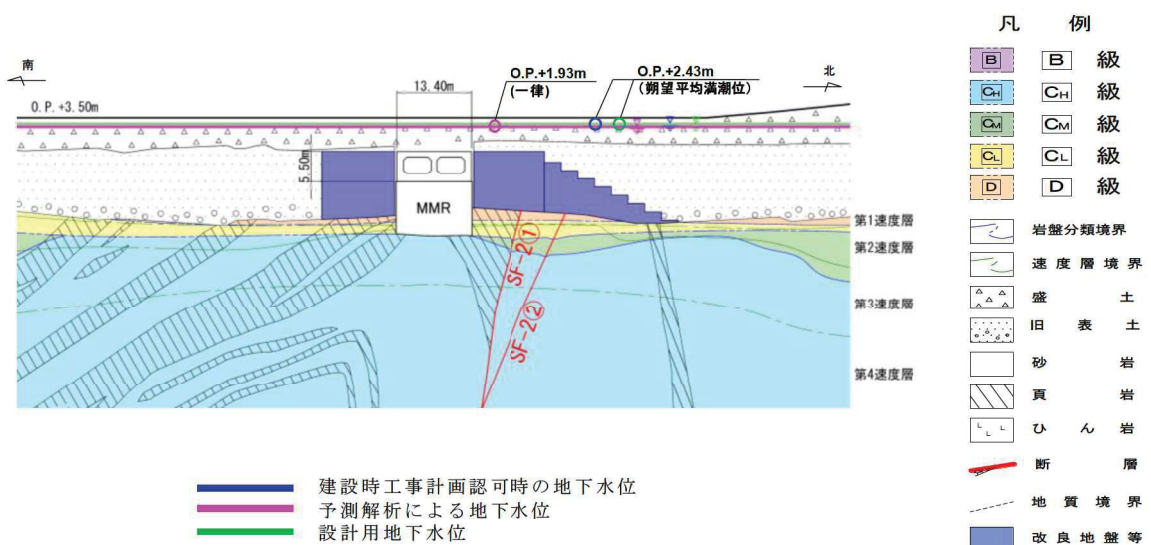 凡 例
南
北
O.P.+1.93m
(一律)
O.P.+2.43m
(朔望平均満潮位)
13.40m
O.P.+3.50m
5.50m
MMR
SF-2①
SF-2②
第1速度層
第2速度層
第3速度層
第4速度層
B B 級
CH CH 級
CM CM 級
CL CL 級
D D 級
岩盤分類境界
速度層境界
盛土
旧表土
砂岩
頁岩
ひん岩
断層
地質境界
改良地盤等
建設時工事計画認可時の地下水位
予測解析による地下水位
設計用地下水位